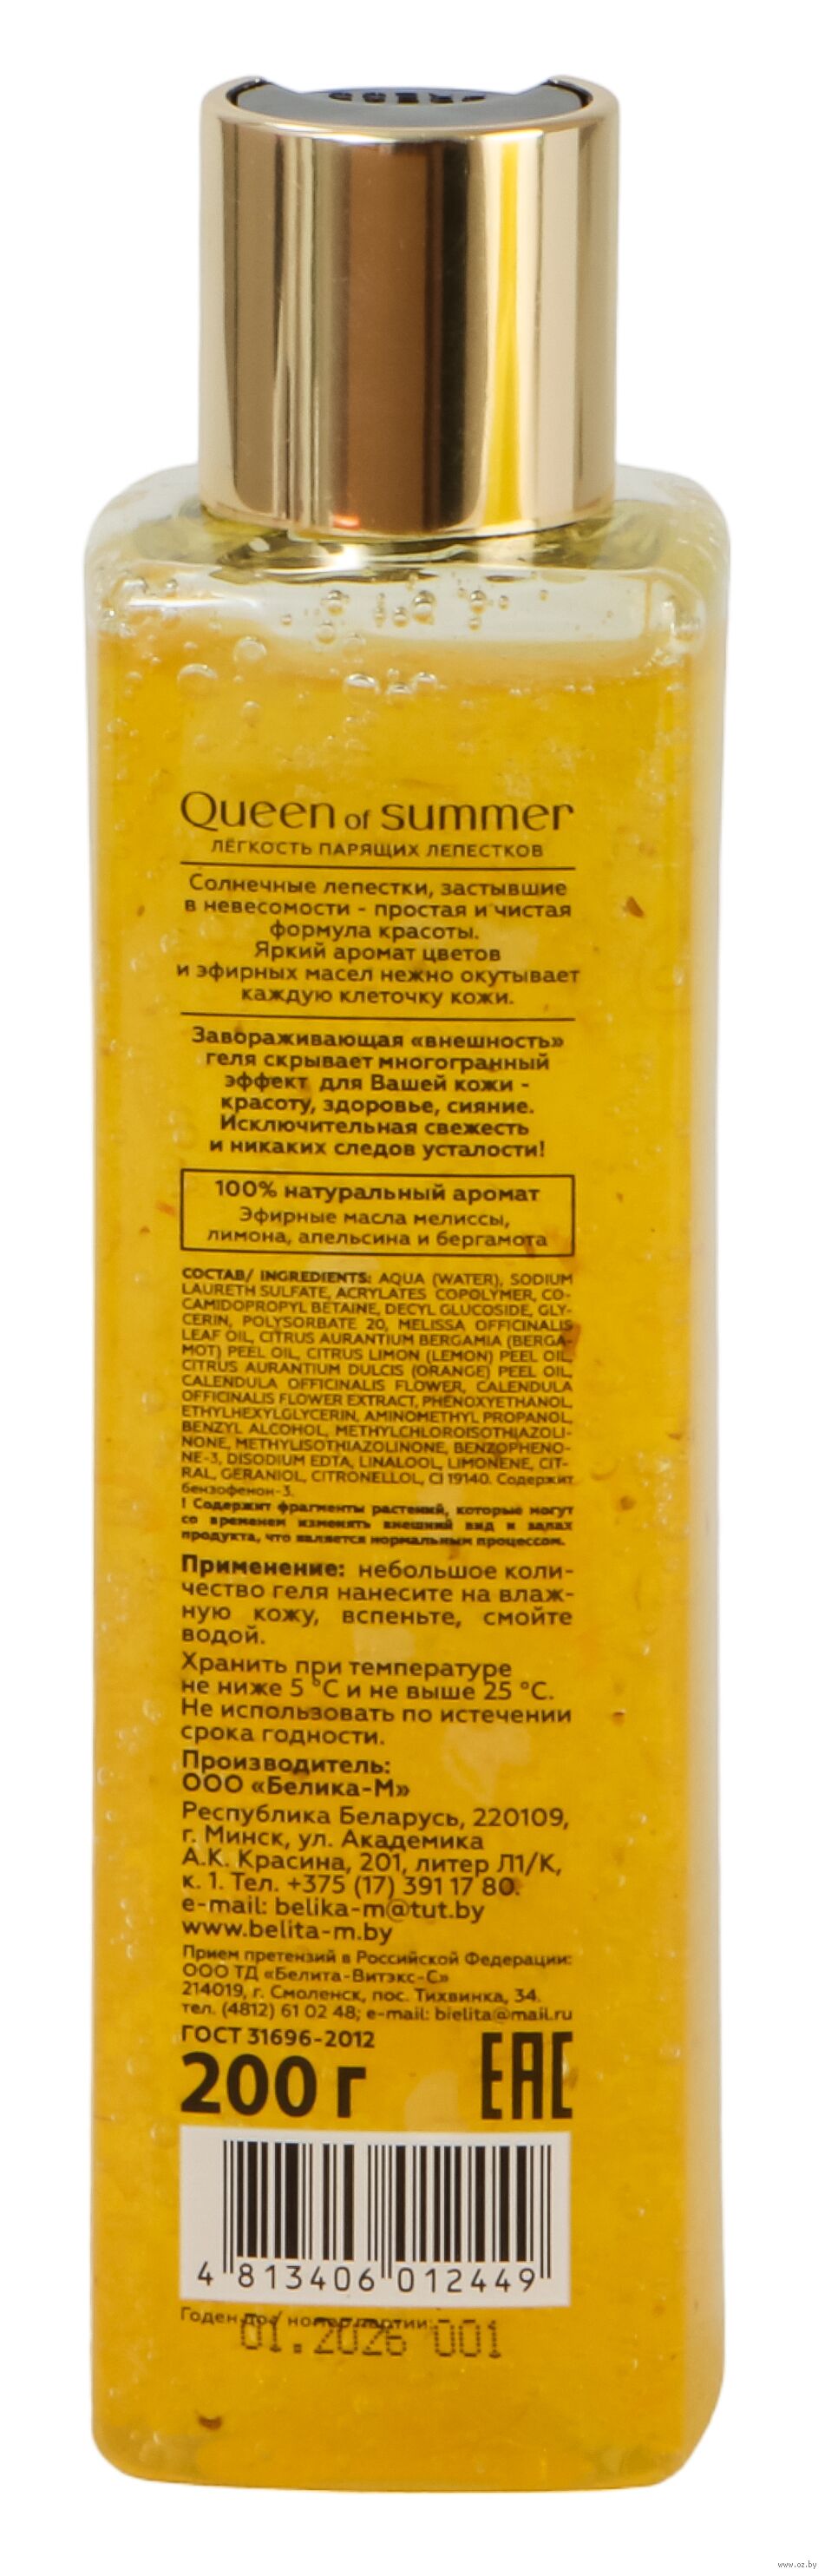 Queen of summer
ЛЁГКОСТЬ ПАРЯЩИХ ЛЕПЕСТКОВ
Солнечные лепестки, застывшие
в невесомости - простая и чистая
формула красоты.
Яркий аромат цветов
и эфирных масел нежно окутывает
каждую клеточку кожи.
Завораживающая «внешность»
геля скрывает многогранный
эффект для Вашей кожи -
красоту, здоровье, сияние.
Исключительная свежесть
и никаких следов усталости!
100% натуральный аромат
Эфирные масла мелиссы,
лимона, апельсина и бергамота
СОСТАВ/ INGREDIENTS: AQUA (WATER), SODIUM
LAURETH SULFATE, ACRYLATES COPOLYMER, CO-
CAMIDOPROPYL BETAINE, DECYL GLUCOSIDE, GLY-
CERIN, POLYSORBATE 20, MELISSA OFFICINALIS
LEAF OIL, CITRUS AURANTIUM BERGAMIA (BERGA-
MOT) PEEL OIL, CITRUS LIMON (LEMON) PEEL OIL,
CITRUS AURANTIUM DULCIS (ORANGE) PEEL OIL,
CALENDULA OFFICINALIS FLOWER, CALENDULA
OFFICINALIS FLOWER EXTRACT, PHENOXYETHANOL,
ETHYLHEXYLGLYCERIN, AMINOMETHYL PROPANOL,
BENZYL ALCOHOL, METHYLCHLOROISOTHIAZOLI-
NONE, METHYLISOTHIAZOLINONE, BENZOPHENO-
NE-3, DISODIUM EDTA, LINALOOL, LIMONENE, CIT-
RAL, GERANIOL, CITRONELLOL, CI 19140. Содержит
бензофенон-3.
! Содержит фрагменты растений, которые могут
со временем изменять внешний вид и запах
продукта, что является нормальным процессом.
Применение: небольшое коли-
чество геля нанесите на влаж-
ную кожу, вспеньте, смойте
водой.
Хранить при температуре
не ниже 5 °C и не выше 25 °C.
Не использовать по истечении
срока годности.
Производитель:
ООО «Белика-М»
Республика Беларусь, 220109,
г. Минск, ул. Академика
А.К. Красина, 201, литер Л1/К,
к. 1. Тел. +375 (17) 391 17 80.
e-mail: belika-m@tut.by
www.belita-m.by
Прием претензий в Российской Федерации:
ООО ТД «Белита-Витэкс-С»
214019, г. Смоленск, пос. Тихвинка, 34.
тел. (4812) 61 02 48; e-mail: bielita@mail.ru
ГОСТ 31696-2012
200 г EAC
4 813406 012449
Годен до/ номер партии:
01.2026 001
www.oz.by